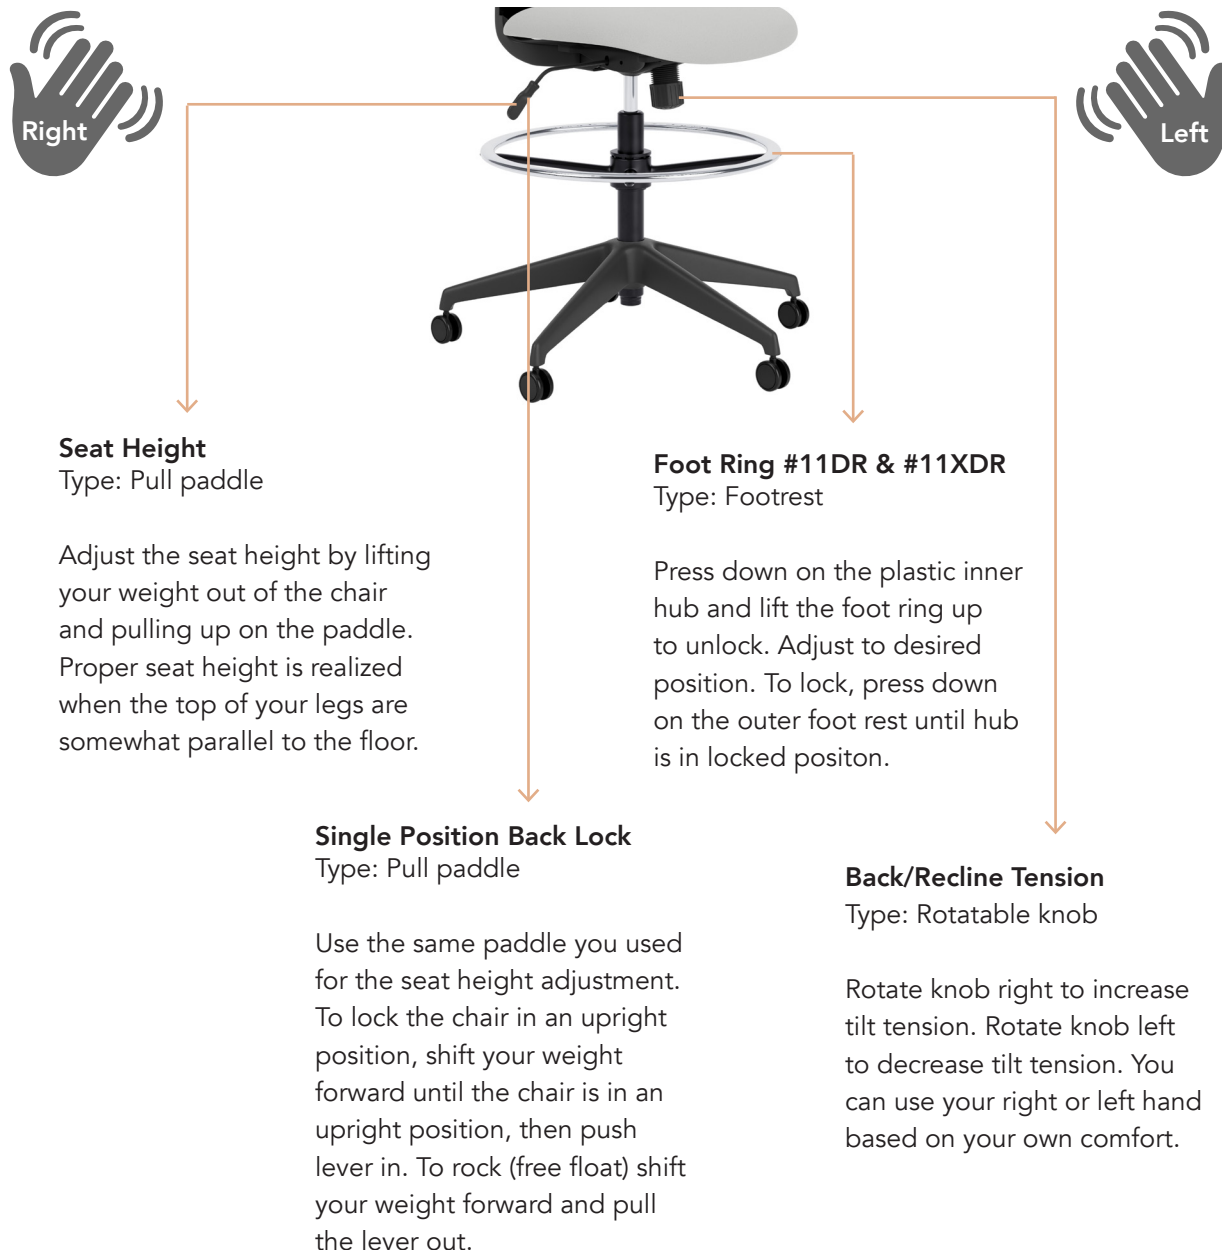 Right
Left
Seat Height
Type: Pull paddle
Adjust the seat height by lifting
your weight out of the chair
and pulling up on the paddle.
Proper seat height is realized
when the top of your legs are
somewhat parallel to the floor.
Foot Ring #11DR & #11XDR
Type: Footrest
Press down on the plastic inner
hub and lift the foot ring up
to unlock. Adjust to desired
position. To lock, press down
on the outer foot rest until hub
is in locked positon.
Single Position Back Lock
Type: Pull paddle
Use the same paddle you used
for the seat height adjustment.
To lock the chair in an upright
position, shift your weight
forward until the chair is in an
upright position, then push
lever in. To rock (free float) shift
your weight forward and pull
the lever out.
Back/Recline Tension
Type: Rotatable knob
Rotate knob right to increase
tilt tension. Rotate knob left
to decrease tilt tension. You
can use your right or left hand
based on your own comfort.